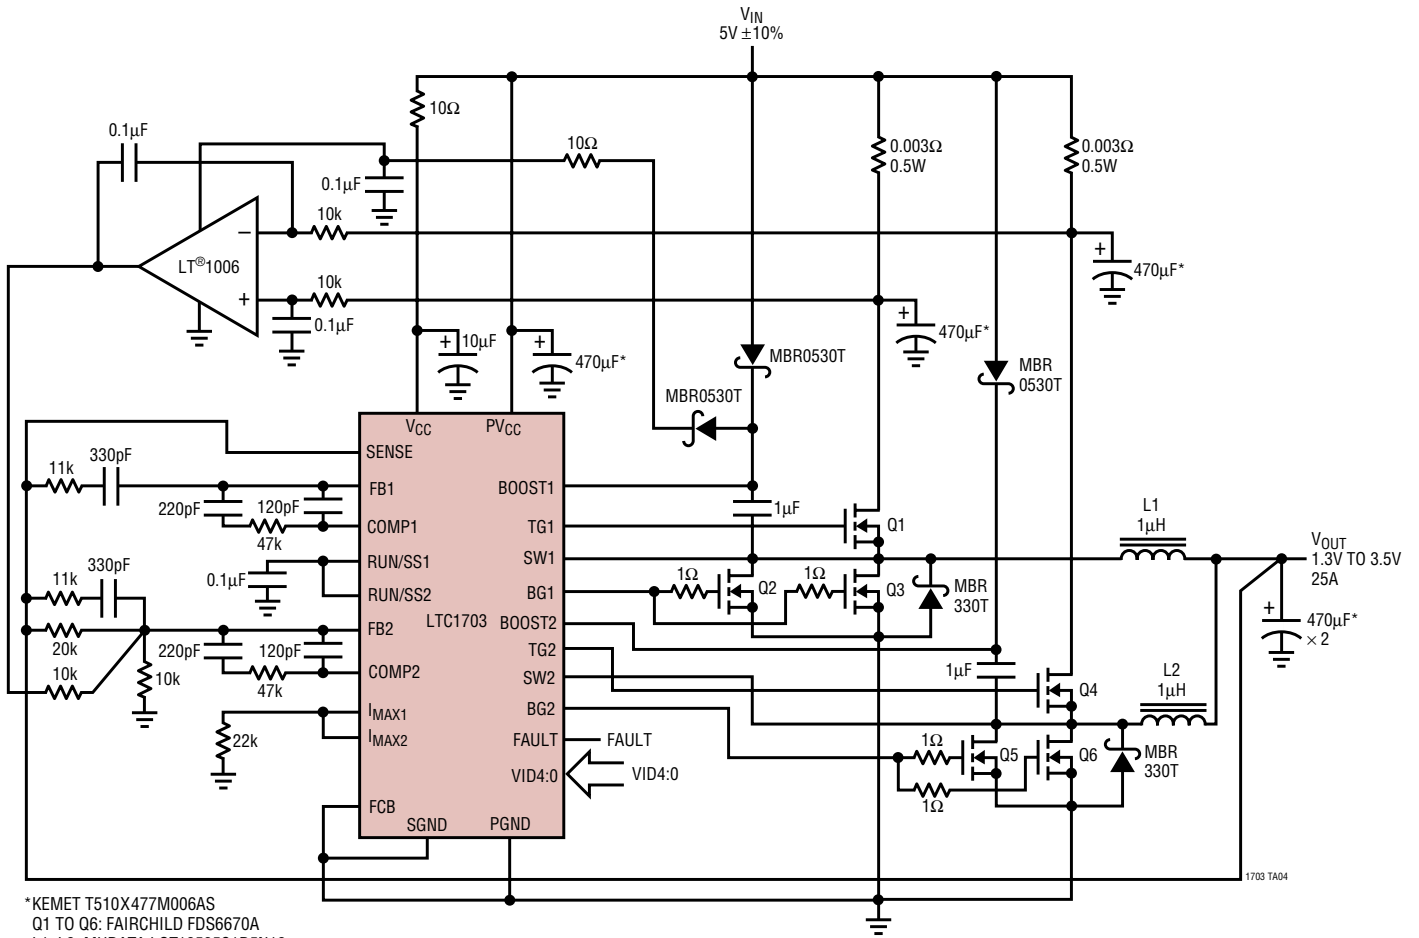 VIN
5V ±10%
10Ω
0.1µF
10Ω
0.003Ω
0.5W
0.003Ω
0.5W
0.1µF
10k
–
LT®1006
+
10k
0.1µF
+
470µF*
+
470µF*
+
10µF
+
470µF*
MBR0530T
MBR
0530T
MBR0530T
VCC
PVCC
SENSE
330pF
11k
FB1
BOOST1
220pF
120pF
1µF
L1
1µH
COMP1
TG1
Q1
47k
VOUT
1.3V TO 3.5V
25A
RUN/SS1
SW1
330pF
11k
0.1µF
1Ω
Q2
1Ω
Q3
MBR
330T
RUN/SS2
BG1
LTC1703
BOOST2
+
470µF*
× 2
FB2
20k
220pF
120pF
TG2
10k
10k
COMP2
SW2
1µF
Q4
L2
1µH
47k
IMAX1
BG2
22k
IMAX2
FAULT
FAULT
1Ω
Q5
Q6
MBR
330T
VID4:0
VID4:0
1Ω
FCB
SGND
PGND
1703 TA04
*KEMET T510X477M006AS
Q1 TO Q6: FAIRCHILD FDS6670A